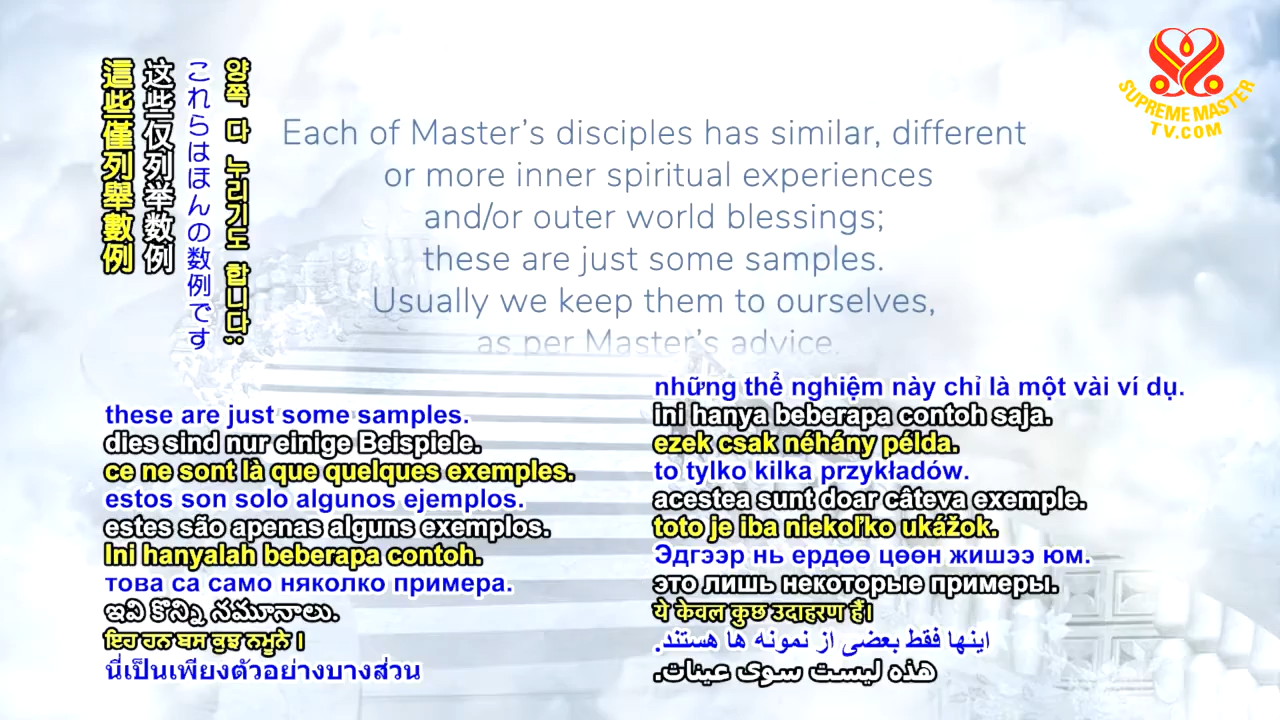 SUPREME MASTER
TV.COM
Each of Master's disciples has similar, different
or more inner spiritual experiences
and/or outer world blessings;
these are just some samples.
Usually we keep them to ourselves,
as per Master's advice.
양쪽 다 누리기도 합니다;
これらはほんの数例です
这些仅列举数例
這些僅列舉數例
these are just some samples.
dies sind nur einige Beispiele.
ce ne sont là que quelques exemples.
estos son solo algunos ejemplos.
estes são apenas alguns exemplos.
Ini hanyalah beberapa contoh.
това са само няколко примера.
ఇవి కొన్ని నమూనాలు.
ਇਹ ਹਨ ਬਸ ਕੁਝ ਨਮੂਨੇ।
นี่เป็นเพียงตัวอย่างบางส่วน
những thể nghiệm này chỉ là một vài ví dụ.
ini hanya beberapa contoh saja.
ezek csak néhány példa.
to tylko kilka przykładów.
acestea sunt doar câteva exemple.
toto je iba niekoľko ukážok.
Эдгээр нь ердөө цөөн жишээ юм.
это лишь некоторые примеры.
ये केवल कुछ उदाहरण हैं।
اینها فقط بعضی از نمونه ها هستند.
هذه ليست سوى عينات.